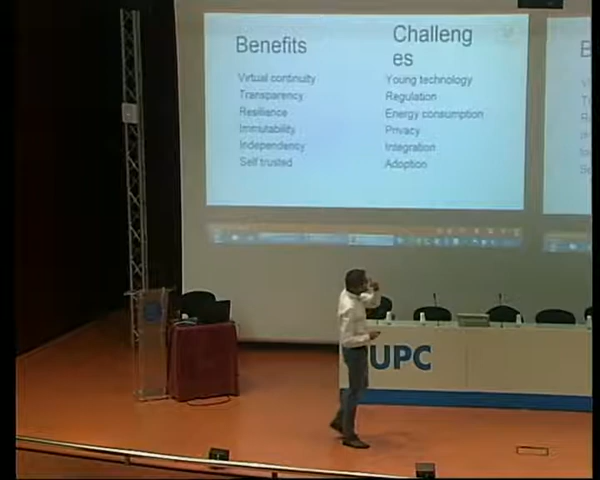 Benefits
Virtual continuity
Transparency
Resilience
Immutability
Independency
Self trusted
Challeng
es
Young technology
Regulation
Energy consumption
Privacy
Integration
Adoption
UPC